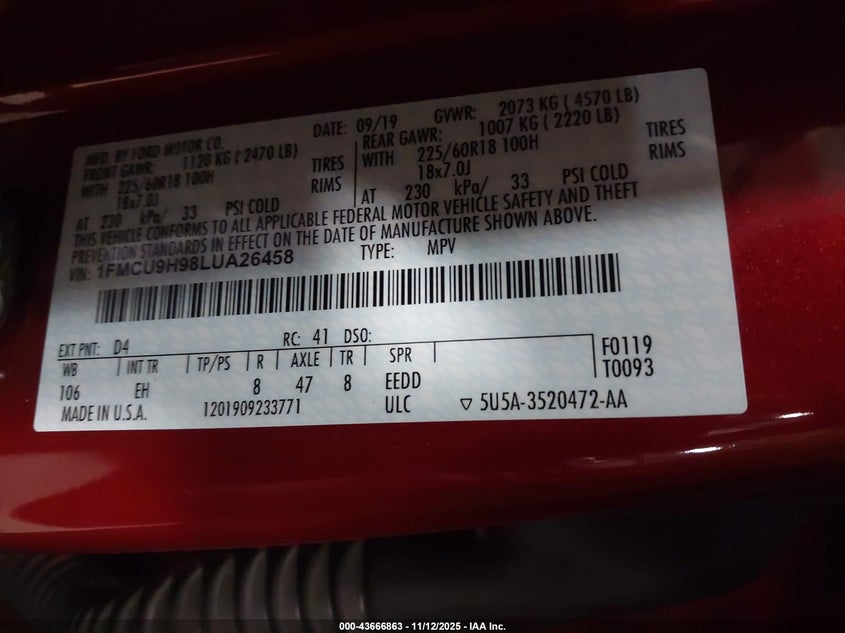 MFD. BY FORD MOTOR CO. DATE: 09/19 GVWR: 2073 KG ( 4570 LB)
FRONT GAWR: 1120 KG (2470 LB) REAR GAWR: 1007 KG ( 2220 LB)
WITH 225/60R18 100H TIRES WITH 225/60R18 100H TIRES
18x7.0J RIMS 18x7.0J RIMS
AT 230 kPa/ 33 PSI COLD AT 230 kPa/ 33 PSI COLD
THIS VEHICLE CONFORMS TO ALL APPLICABLE FEDERAL MOTOR VEHICLE SAFETY AND THEFT
PREVENTION STANDARDS IN EFFECT ON THE DATE OF MANUFACTURE SHOWN ABOVE.
VIN: 1FMCU9H98LUA26458 TYPE: MPV
EXT PNT: D4 RC: 41 DSO:
WB INT TR TP/PS R AXLE TR SPR F0119
106 EH 8 47 8 EEDD T0093
MADE IN U.S.A. 1201909233771 ULC ▽ 5U5A-3520472-AA
000-43666863 - 11/12/2025 - IAA Inc.